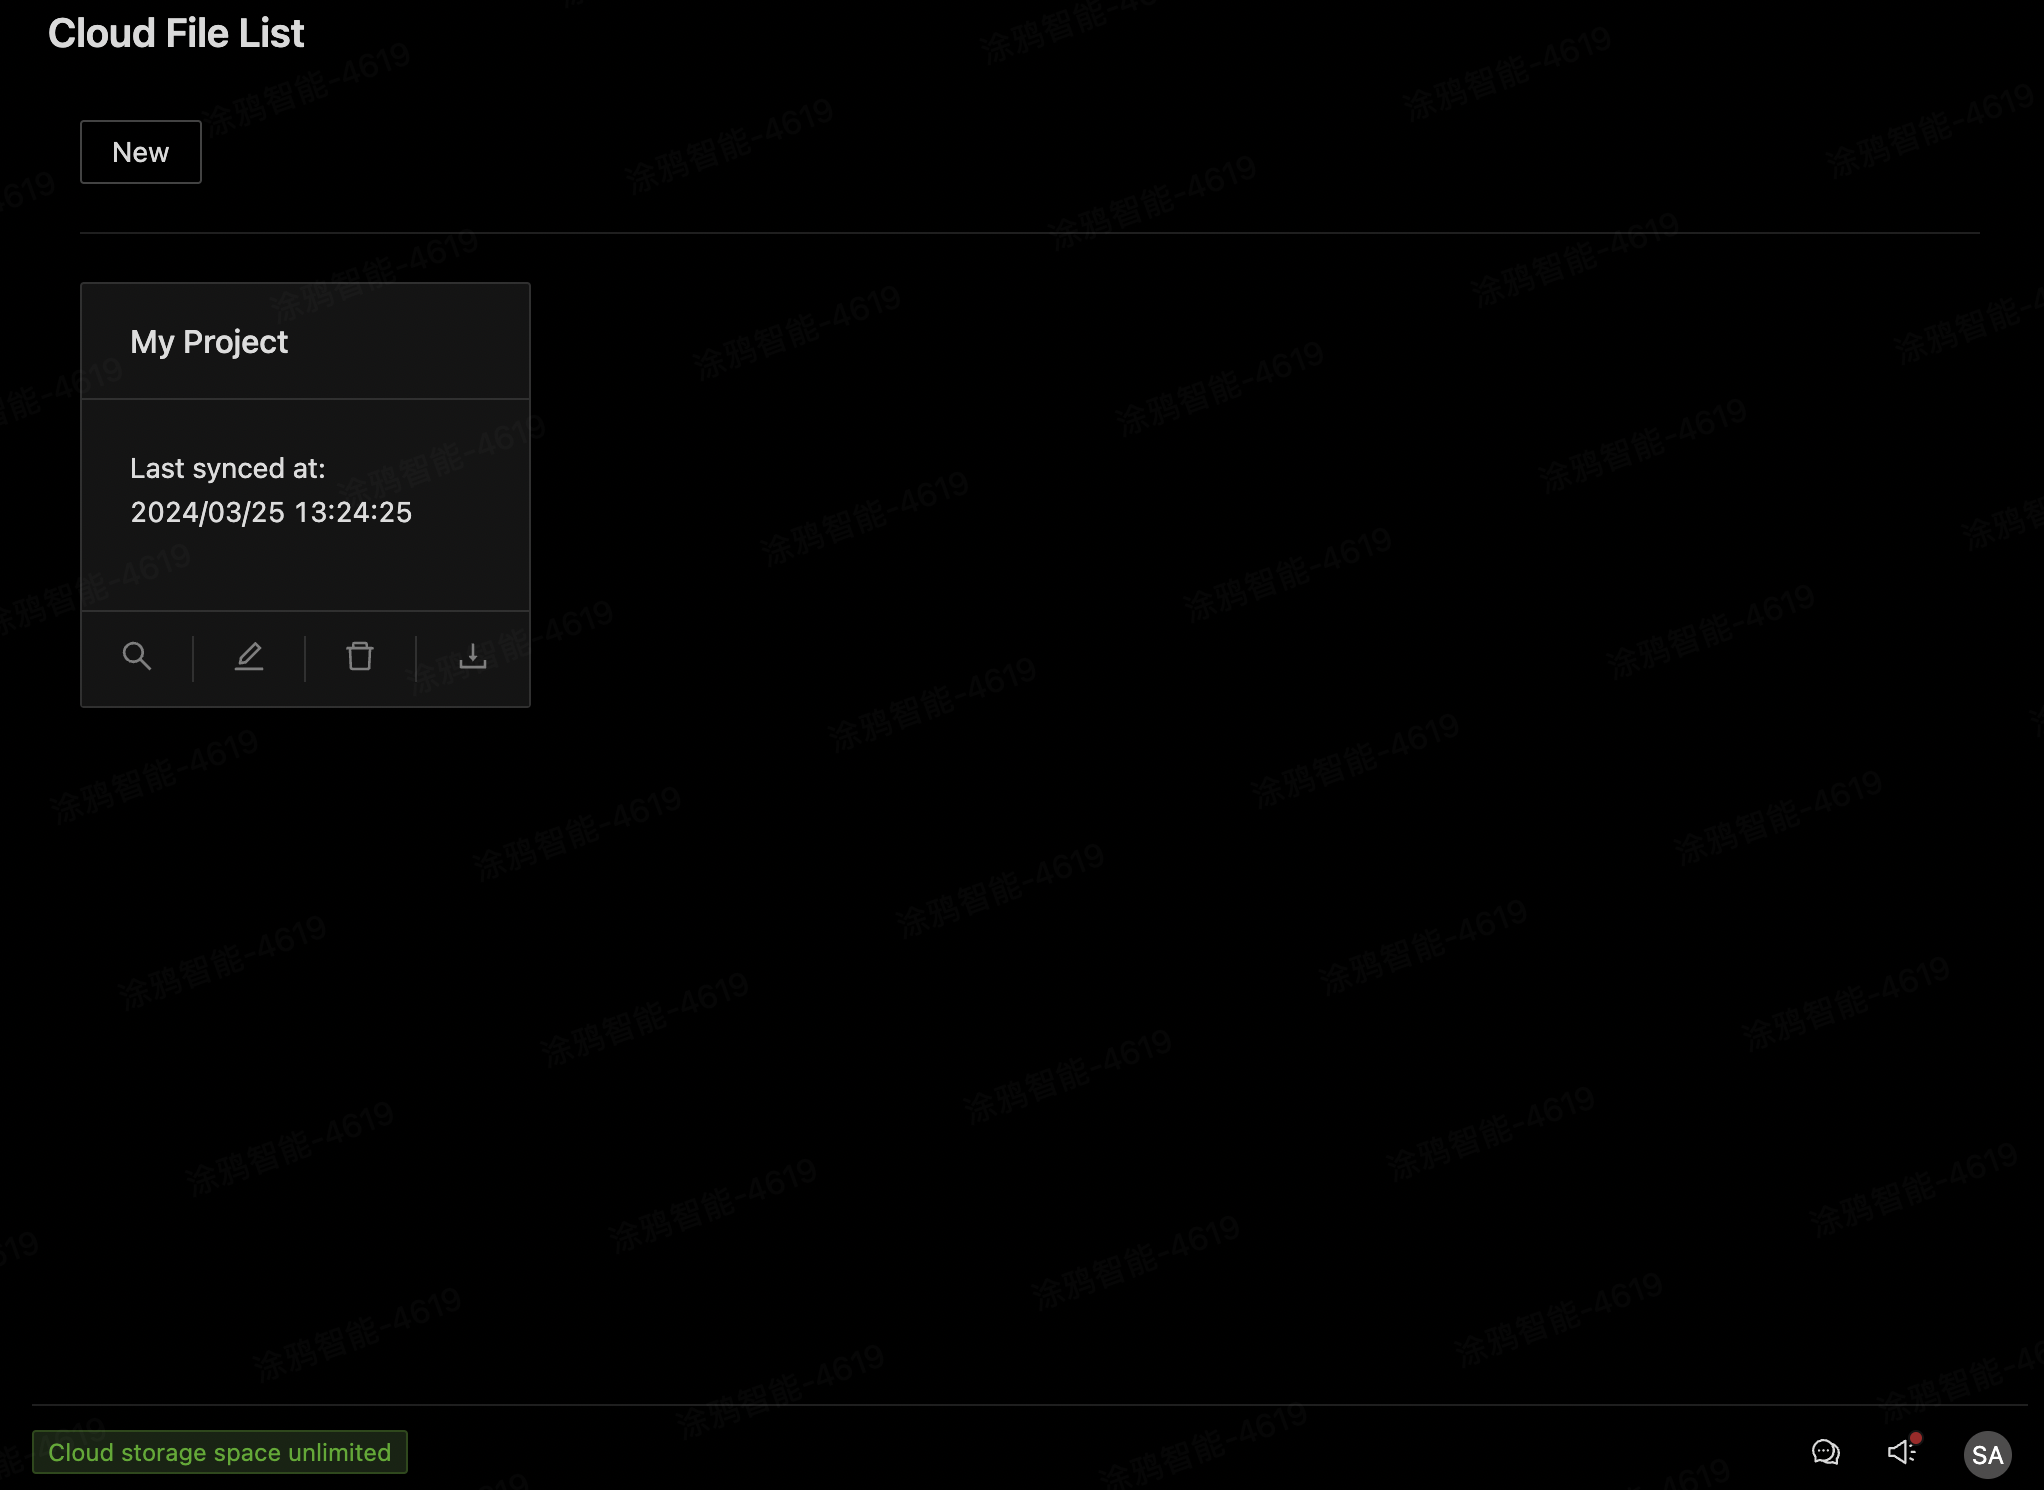 Cloud File List
New
My Project
Last synced at:
2024/03/25 13:24:25
Cloud storage space unlimited
SA
涂鸦智能-4619